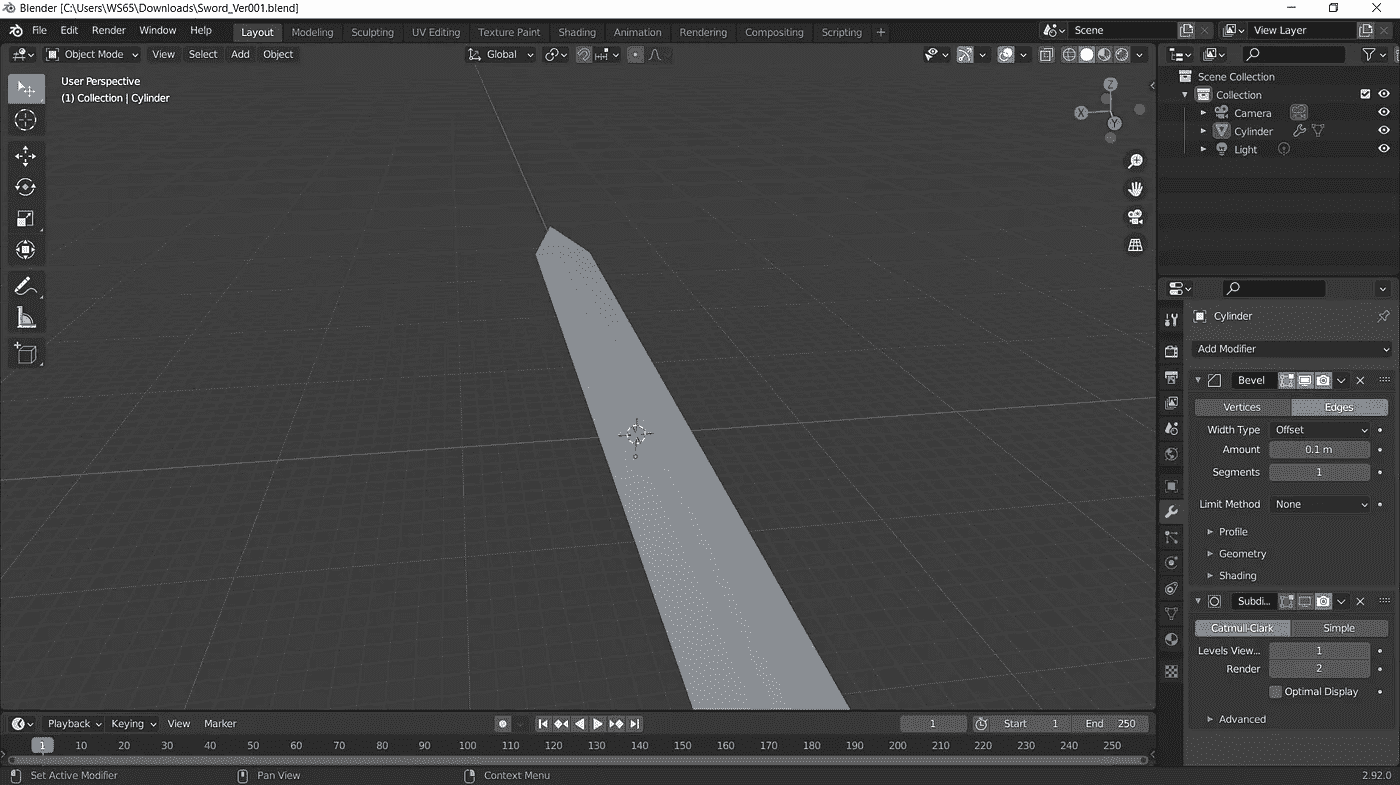 Blender [C:\Users\WS65\Downloads\Sword_Ver001.blend]
File Edit Render Window Help Layout Modeling Sculpting UV Editing Texture Paint Shading Animation Rendering Compositing Scripting + Scene View Layer
Object Mode View Select Add Object Global
User Perspective
(1) Collection | Cylinder
Z
X
Y
Scene Collection
Collection
Camera
Cylinder
Light
Cylinder
Add Modifier
Bevel
Vertices Edges
Width Type Offset
Amount 0.1 m
Segments 1
Limit Method None
Profile
Geometry
Shading
Subdi...
Catmull-Clark Simple
Levels View... 1
Render 2
Optimal Display
Advanced
Playback Keying View Marker 1 Start 1 End 250
1 10 20 30 40 50 60 70 80 90 100 110 120 130 140 150 160 170 180 190 200 210 220 230 240 250
Set Active Modifier Pan View Context Menu 2.92.0